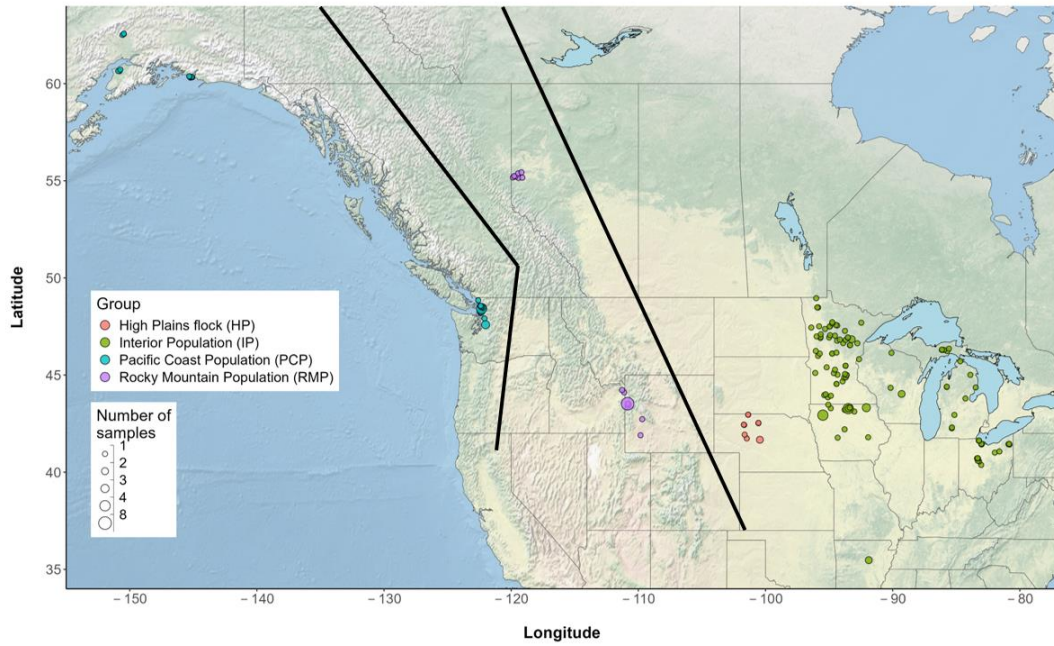 60
55
50
45
40
35
Latitude
Group
High Plains flock (HP)
Interior Population (IP)
Pacific Coast Population (PCP)
Rocky Mountain Population (RMP)
Number of
samples
1
2
3
4
8
−150
−140
−130
−120
−110
−100
−90
−80
Longitude